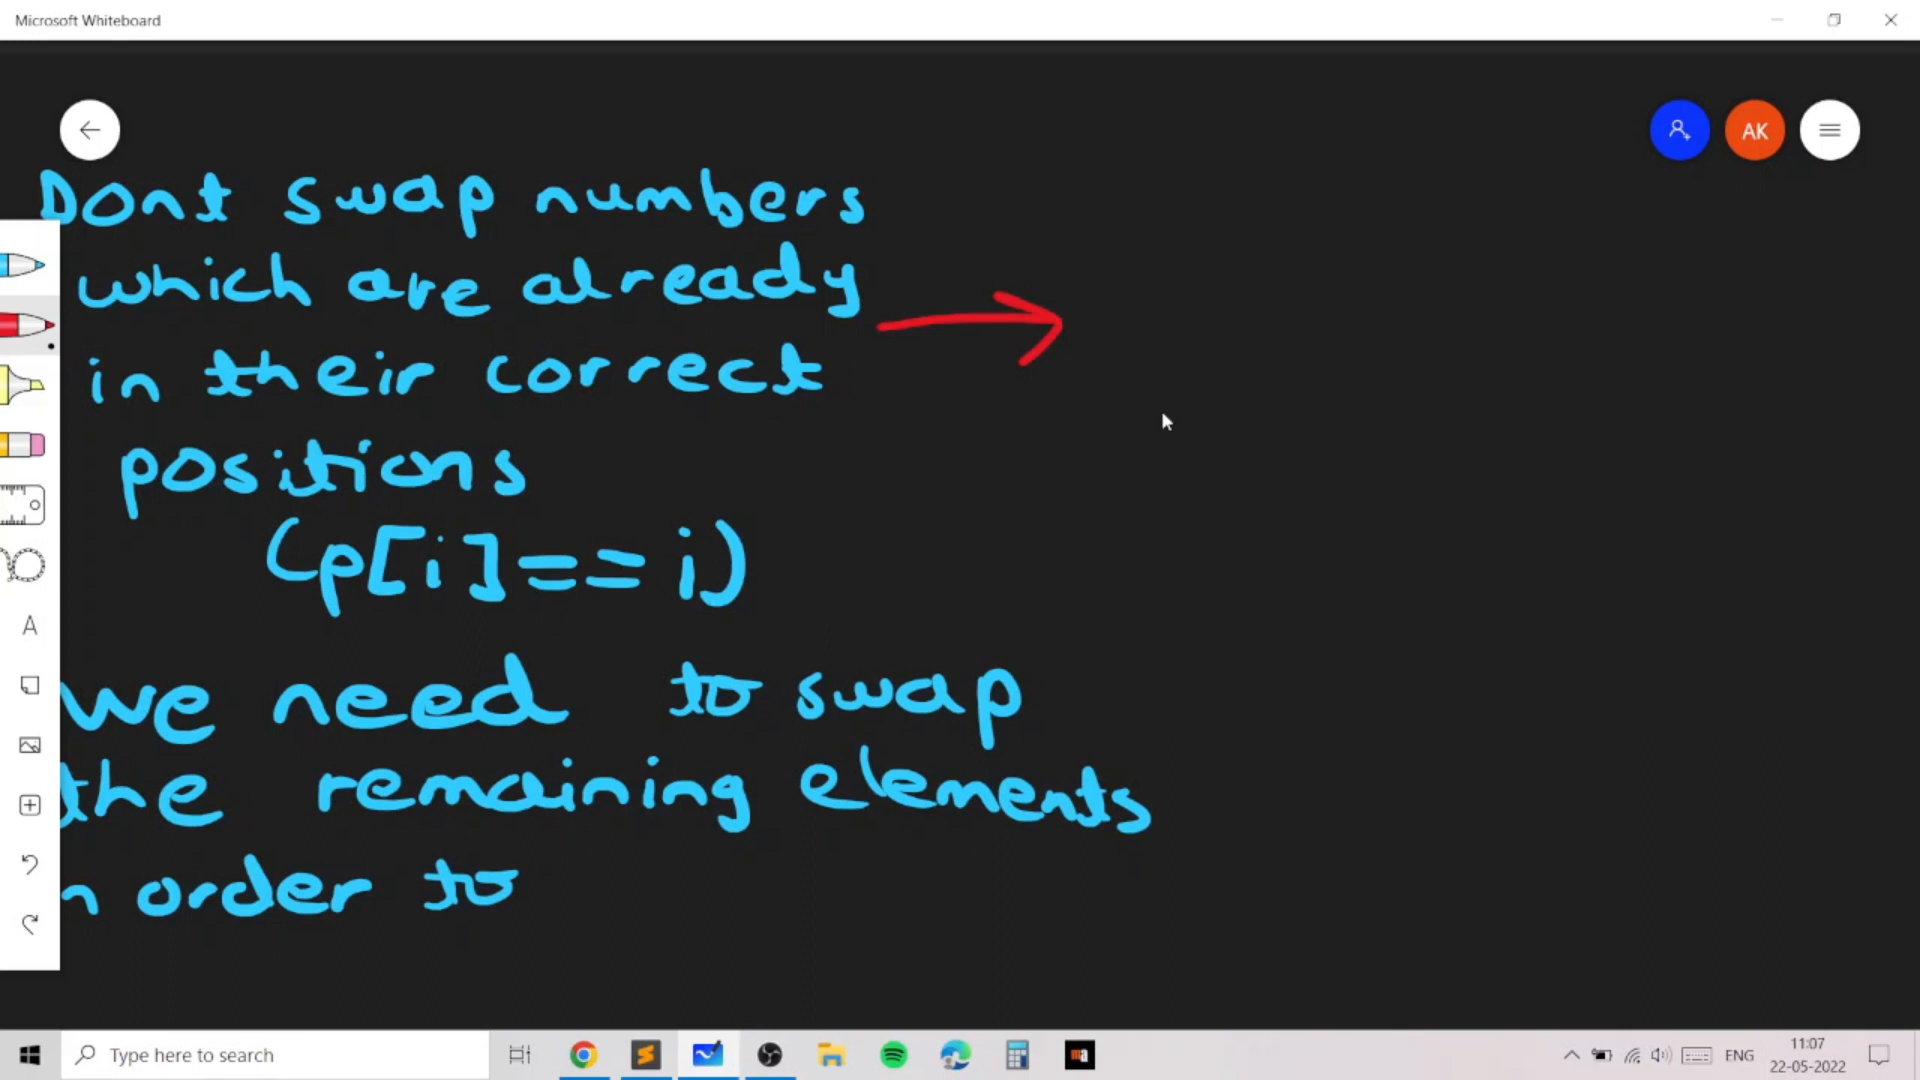 Microsoft Whiteboard
AK
Dont swap numbers
which are already
in their correct
positions
(p[i]==i)
we need to swap
the remaining elements
n order to
A
Type here to search
ma
ENG
11:07
22-05-2022